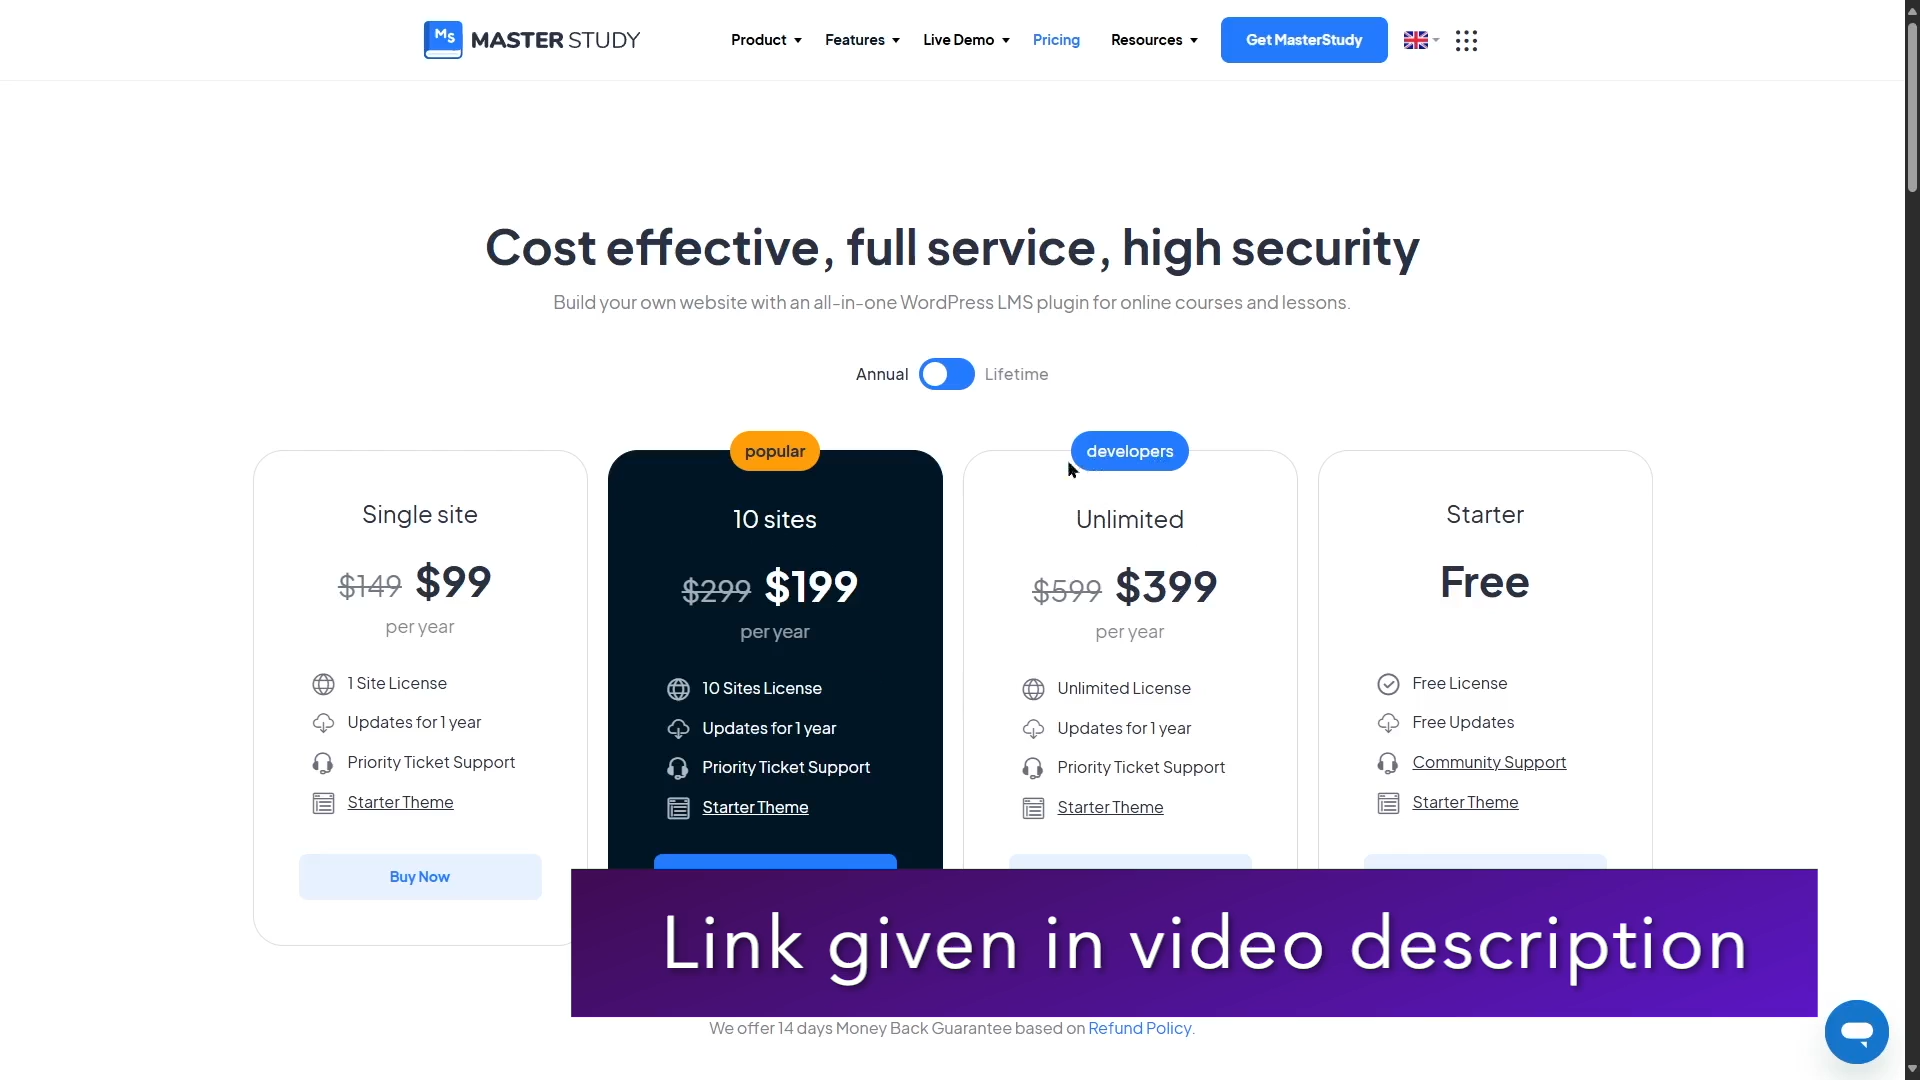 Ms MASTER STUDY
Product Features Live Demo Pricing Resources Get MasterStudy
Cost effective, full service, high security
Build your own website with an all-in-one WordPress LMS plugin for online courses and lessons.
Annual Lifetime
Single site
$149 $99
per year
1 Site License
Updates for 1 year
Priority Ticket Support
Starter Theme
Buy Now
popular
10 sites
$299 $199
per year
10 Sites License
Updates for 1 year
Priority Ticket Support
Starter Theme
developers
Unlimited
$599 $399
per year
Unlimited License
Updates for 1 year
Priority Ticket Support
Starter Theme
Starter
Free
Free License
Free Updates
Community Support
Starter Theme
Link given in video description
We offer 14 days Money Back Guarantee based on Refund Policy.